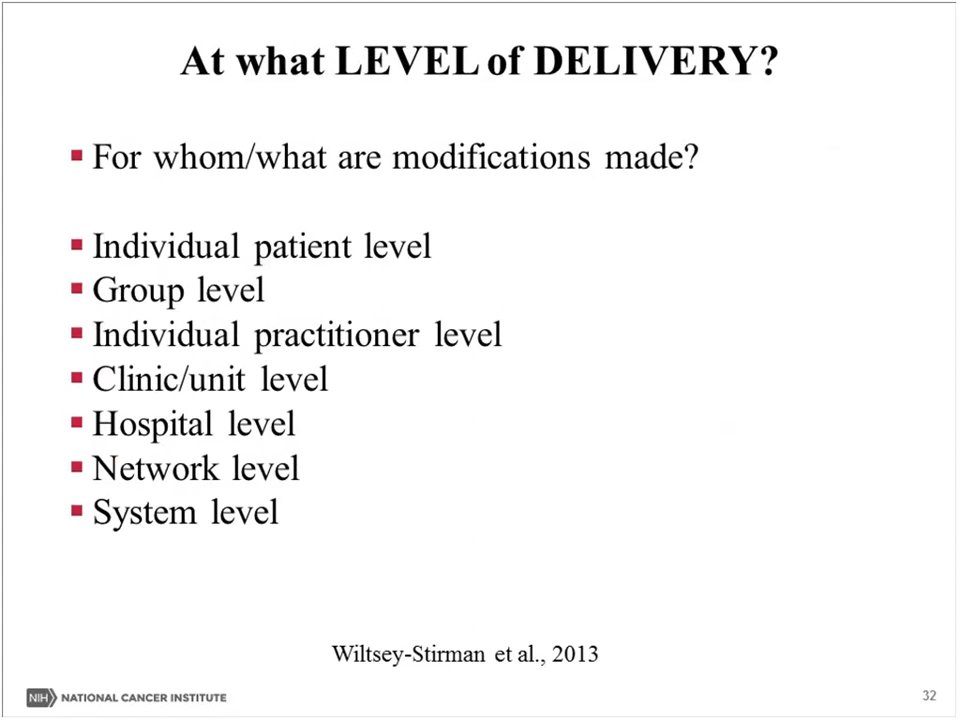 At what LEVEL of DELIVERY?
For whom/what are modifications made?
Individual patient level
Group level
Individual practitioner level
Clinic/unit level
Hospital level
Network level
System level
Wiltsey-Stirman et al., 2013
NIH NATIONAL CANCER INSTITUTE
32